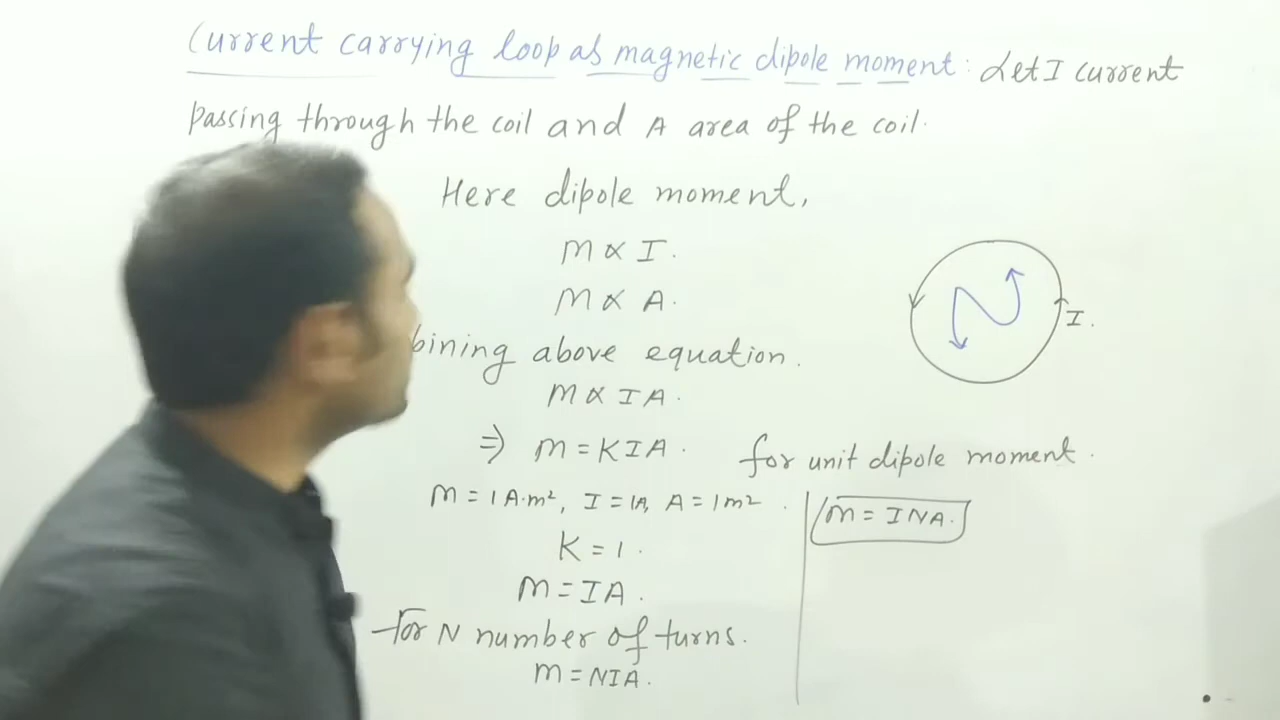 Current carrying loop as magnetic dipole moment: Let I current
passing through the coil and A area of the coil.
Here dipole moment,
M ∝ I.
M ∝ A.
bining above equation.
M ∝ IA.
⇒ M = KIA. for unit dipole moment.
M = 1 A·m², I = 1A, A = 1m².
K = 1.
M = IA.
for N number of turns.
M = NIA.
M = INA.
N
I.